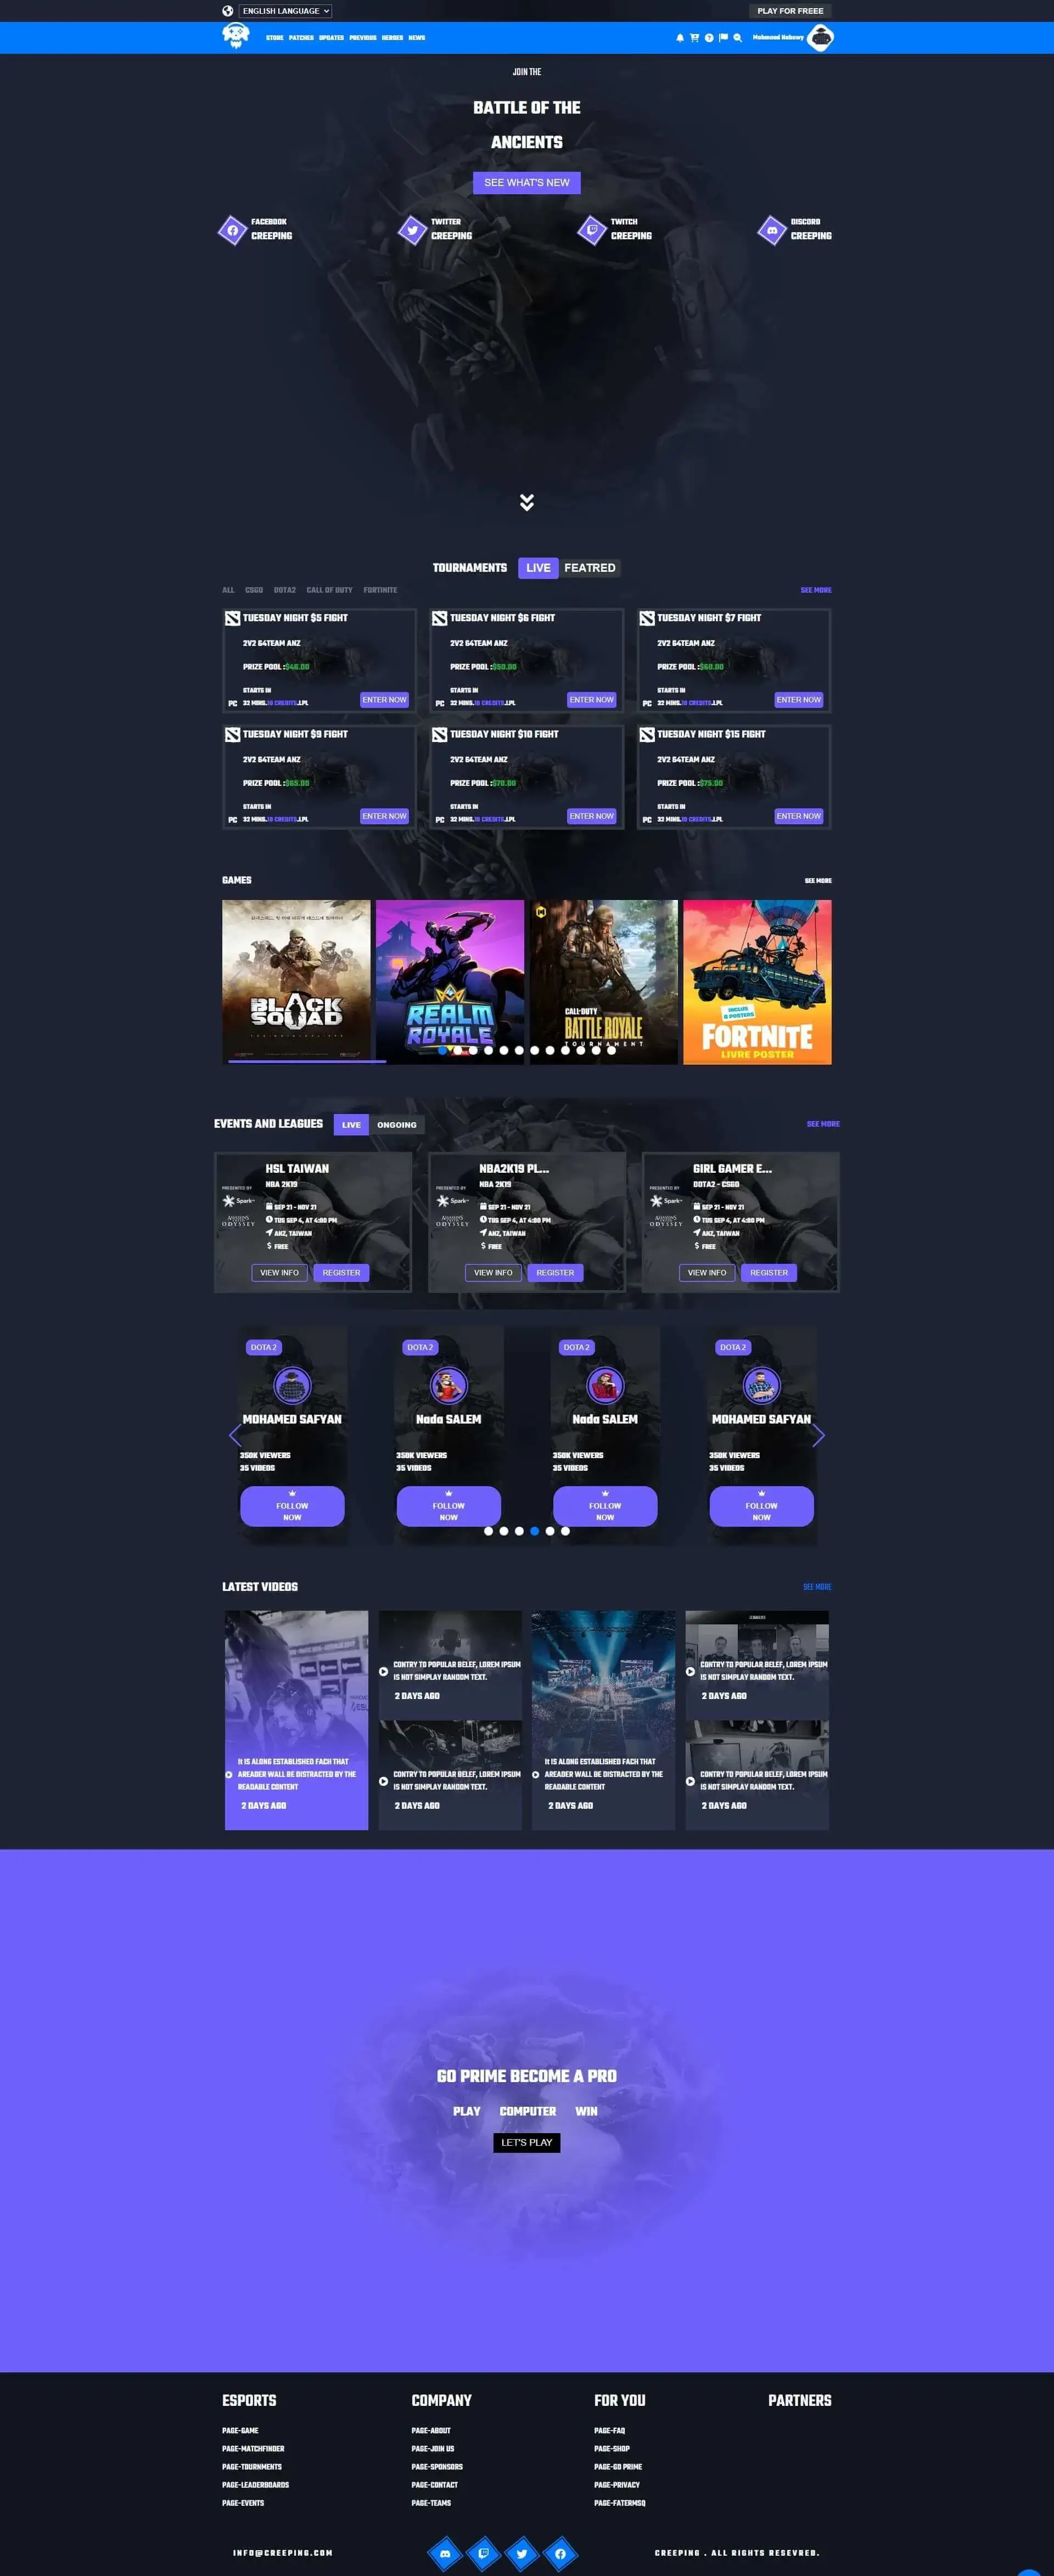 ENGLISH LANGUAGE
PLAY FOR FREEE
STORE PATCHES UPDATES PREVIOUS HEROES NEWS
JOIN THE
BATTLE OF THE
ANCIENTS
SEE WHAT'S NEW
FACEBOOK
CREEPING
TWITTER
CREEPING
TWITCH
CREEPING
DISCORD
CREEPING
TOURNAMENTS LIVE FEATRED
ALL CSGO DOTA2 CALL OF DUTY FORTINITE
SEE MORE
TUESDAY NIGHT $5 FIGHT
2V2 64TEAM ANZ
PRIZE POOL :$46.00
STARTS IN
PC 32 MINS.10 CREDITS.LPL
ENTER NOW
TUESDAY NIGHT $6 FIGHT
2V2 64TEAM ANZ
PRIZE POOL :$50.00
STARTS IN
PC 32 MINS.10 CREDITS.LPL
ENTER NOW
TUESDAY NIGHT $7 FIGHT
2V2 64TEAM ANZ
PRIZE POOL :$60.00
STARTS IN
PC 32 MINS.10 CREDITS.LPL
ENTER NOW
TUESDAY NIGHT $9 FIGHT
2V2 64TEAM ANZ
PRIZE POOL :$65.00
STARTS IN
PC 32 MINS.10 CREDITS.LPL
ENTER NOW
TUESDAY NIGHT $10 FIGHT
2V2 64TEAM ANZ
PRIZE POOL :$70.00
STARTS IN
PC 32 MINS.10 CREDITS.LPL
ENTER NOW
TUESDAY NIGHT $15 FIGHT
2V2 64TEAM ANZ
PRIZE POOL :$75.00
STARTS IN
PC 32 MINS.10 CREDITS.LPL
ENTER NOW
GAMES
SEE MORE
BLACK
SQUAD
REALM
ROYALE
CALL·DUTY
BATTLE ROYALE
TOURNAMENT
INCLUS
8 POSTERS
FORTNITE
LIVRE POSTER
EVENTS AND LEAGUES LIVE ONGOING
SEE MORE
HSL TAIWAN
NBA 2K19
PRESENTED BY
Spark
ODYSSEY
SEP 21 - NOV 21
TUS SEP 4, AT 4:00 PM
ANZ, TAIWAN
FREE
VIEW INFO REGISTER
NBA2K19 PL...
NBA 2K19
PRESENTED BY
Spark
ODYSSEY
SEP 21 - NOV 21
TUS SEP 4, AT 4:00 PM
ANZ, TAIWAN
FREE
VIEW INFO REGISTER
GIRL GAMER E...
DOTA2 - CSGO
PRESENTED BY
Spark
ODYSSEY
SEP 21 - NOV 21
TUS SEP 4, AT 4:00 PM
ANZ, TAIWAN
FREE
VIEW INFO REGISTER
DOTA 2
MOHAMED SAFYAN
350K VIEWERS
35 VIDEOS
FOLLOW
NOW
DOTA 2
Nada SALEM
350K VIEWERS
35 VIDEOS
FOLLOW
NOW
DOTA 2
Nada SALEM
350K VIEWERS
35 VIDEOS
FOLLOW
NOW
DOTA 2
MOHAMED SAFYAN
350K VIEWERS
35 VIDEOS
FOLLOW
NOW
LATEST VIDEOS
SEE MORE
It IS ALONG ESTABLISHED FACH THAT
AREADER WALL BE DISTRACTED BY THE
READABLE CONTENT
2 DAYS AGO
CONTRY TO POPULAR BELEF, LOREM IPSUM
IS NOT SIMPLAY RANDOM TEXT.
2 DAYS AGO
CONTRY TO POPULAR BELEF, LOREM IPSUM
IS NOT SIMPLAY RANDOM TEXT.
2 DAYS AGO
It IS ALONG ESTABLISHED FACH THAT
AREADER WALL BE DISTRACTED BY THE
READABLE CONTENT
2 DAYS AGO
CONTRY TO POPULAR BELEF, LOREM IPSUM
IS NOT SIMPLAY RANDOM TEXT.
2 DAYS AGO
CONTRY TO POPULAR BELEF, LOREM IPSUM
IS NOT SIMPLAY RANDOM TEXT.
2 DAYS AGO
GO PRIME BECOME A PRO
PLAY COMPUTER WIN
LET'S PLAY
ESPORTS
PAGE-GAME
PAGE-MATCHFINDER
PAGE-TOURNMENTS
PAGE-LEADERBOARDS
PAGE-EVENTS
COMPANY
PAGE-ABOUT
PAGE-JOIN US
PAGE-SPONSORS
PAGE-CONTACT
PAGE-TEAMS
FOR YOU
PAGE-FAQ
PAGE-SHOP
PAGE-GO PRIME
PAGE-PRIVACY
PAGE-FATERMSQ
PARTNERS
INFO@CREEPING.COM
CREEPING . ALL RIGHTS RESEVRED.